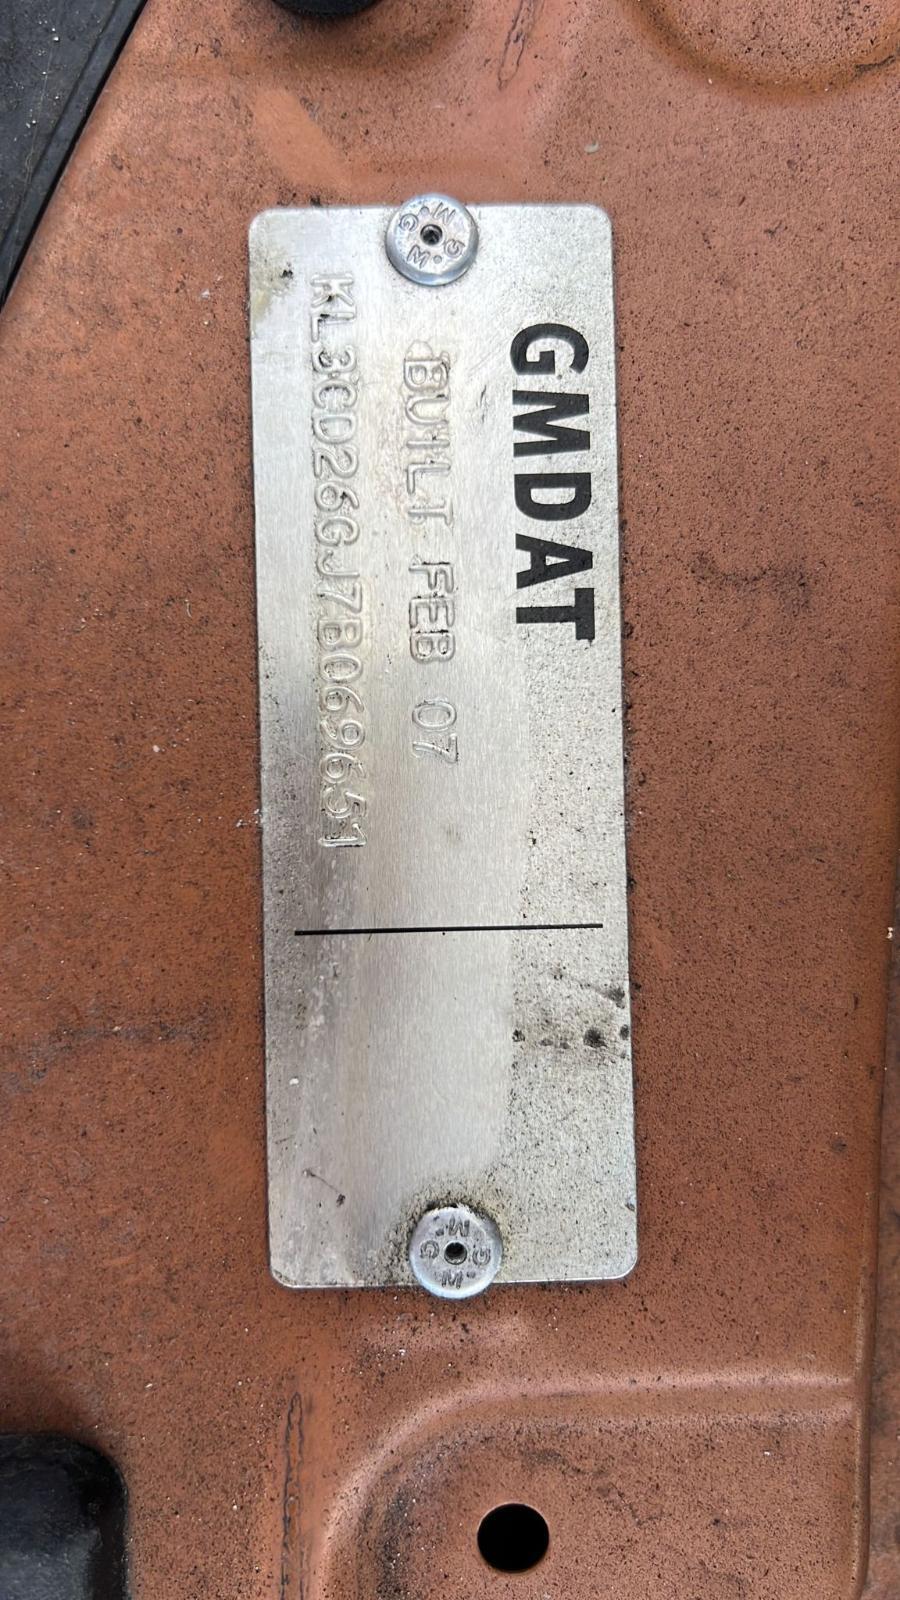 GMDAT
BUILT FEB 07
KL3CD26GJ7B069651
G.M.G.W.
G.M.G.W.